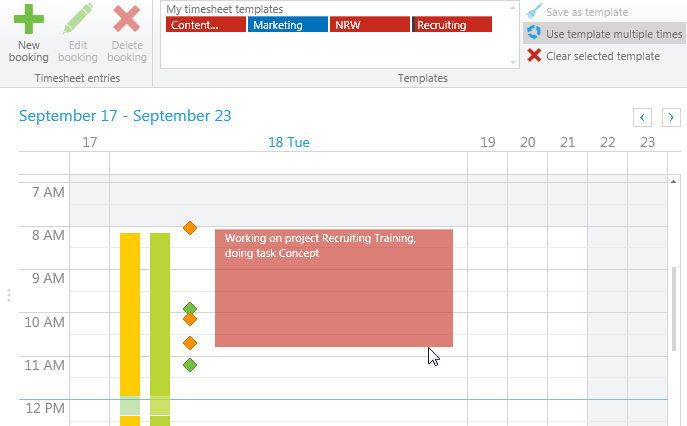 New
booking
Edit
booking
Delete
booking
Timesheet entries
My timesheet templates
Content...
Marketing
NRW
Recruiting
Save as template
Use template multiple times
Clear selected template
Templates
September 17 - September 23
17
18 Tue
19
20
21
22
23
7 AM
8 AM
9 AM
10 AM
11 AM
12 PM
Working on project Recruiting Training,
doing task Concept